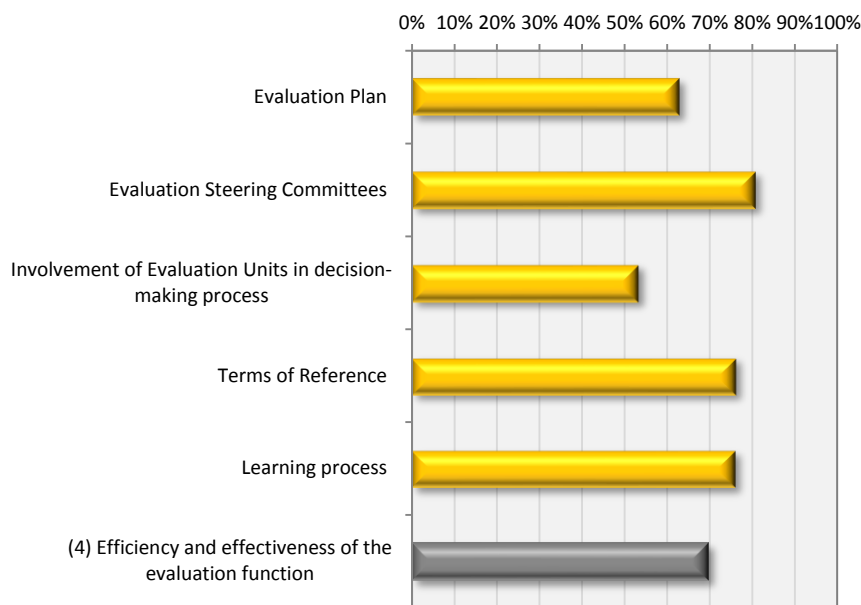 0% 10% 20% 30% 40% 50% 60% 70% 80% 90%100%
Evaluation Plan
Evaluation Steering Committees
Involvement of Evaluation Units in decision-
making process
Terms of Reference
Learning process
(4) Efficiency and effectiveness of the
evaluation function